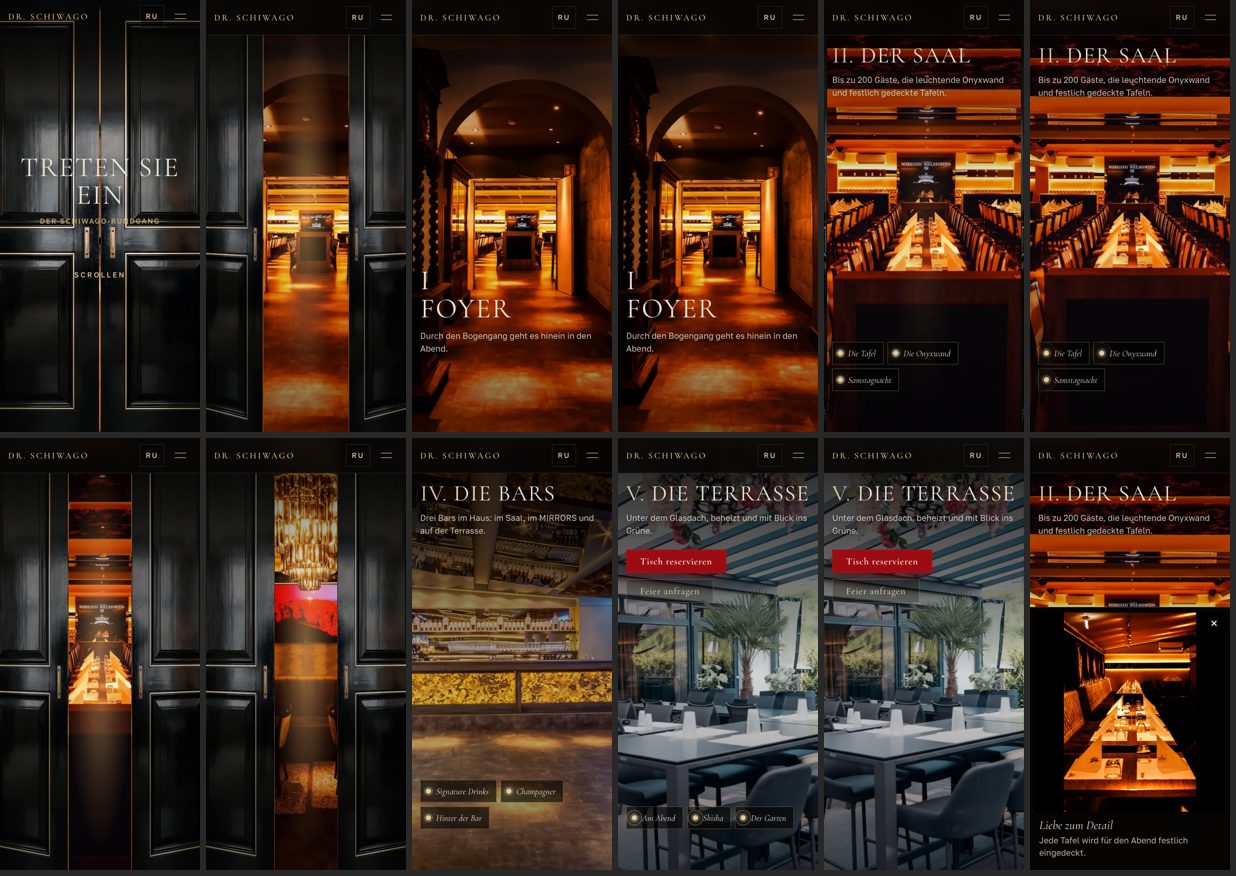 DR. SCHIWAGO
RU
TRETEN SIE
EIN
DER SCHIWAGO-RUNDGANG
SCROLLEN
DR. SCHIWAGO
RU
DR. SCHIWAGO
RU
I
FOYER
Durch den Bogengang geht es hinein in den
Abend.
DR. SCHIWAGO
RU
I
FOYER
Durch den Bogengang geht es hinein in den
Abend.
DR. SCHIWAGO
RU
II. DER SAAL
Bis zu 200 Gäste, die leuchtende Onyxwand
und festlich gedeckte Tafeln.
Die Tafel
Die Onyxwand
Samstagnacht
DR. SCHIWAGO
RU
II. DER SAAL
Bis zu 200 Gäste, die leuchtende Onyxwand
und festlich gedeckte Tafeln.
Die Tafel
Die Onyxwand
Samstagnacht
DR. SCHIWAGO
RU
DR. SCHIWAGO
RU
DR. SCHIWAGO
RU
IV. DIE BARS
Drei Bars im Haus: im Saal, im MIRRORS und
auf der Terrasse.
Signature Drinks
Champagner
Hinter der Bar
DR. SCHIWAGO
RU
V. DIE TERRASSE
Unter dem Glasdach, beheizt und mit Blick ins
Grüne.
Tisch reservieren
Feier anfragen
Am Abend
Shisha
Der Garten
DR. SCHIWAGO
RU
V. DIE TERRASSE
Unter dem Glasdach, beheizt und mit Blick ins
Grüne.
Tisch reservieren
Feier anfragen
DR. SCHIWAGO
RU
II. DER SAAL
Bis zu 200 Gäste, die leuchtende Onyxwand
und festlich gedeckte Tafeln.
×
Liebe zum Detail
Jede Tafel wird für den Abend festlich
eingedeckt.